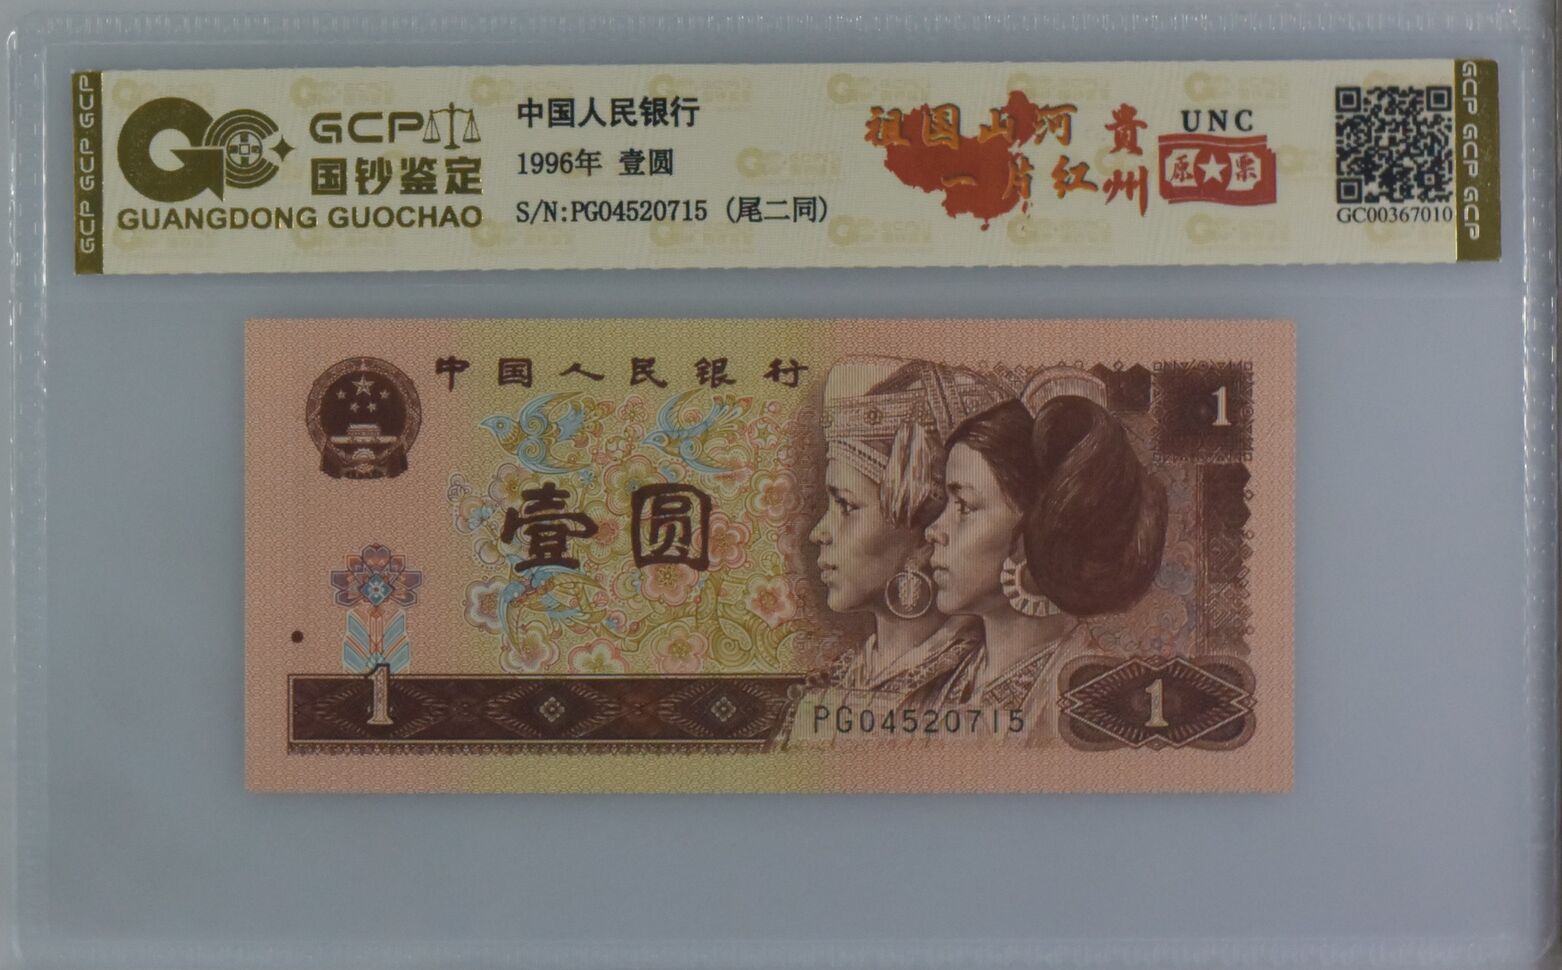 GCP GCP GCP
GCP
国钞鉴定
GUANGDONG GUOCHAO
中国人民银行
1996年 壹圆
S/N:PG04520715 (尾二同)
祖国山河
一片红
贵州
UNC
原★票
GC00367010
GCP GCP GCP
中国人民银行
1
壹圆
1
PG04520715
1